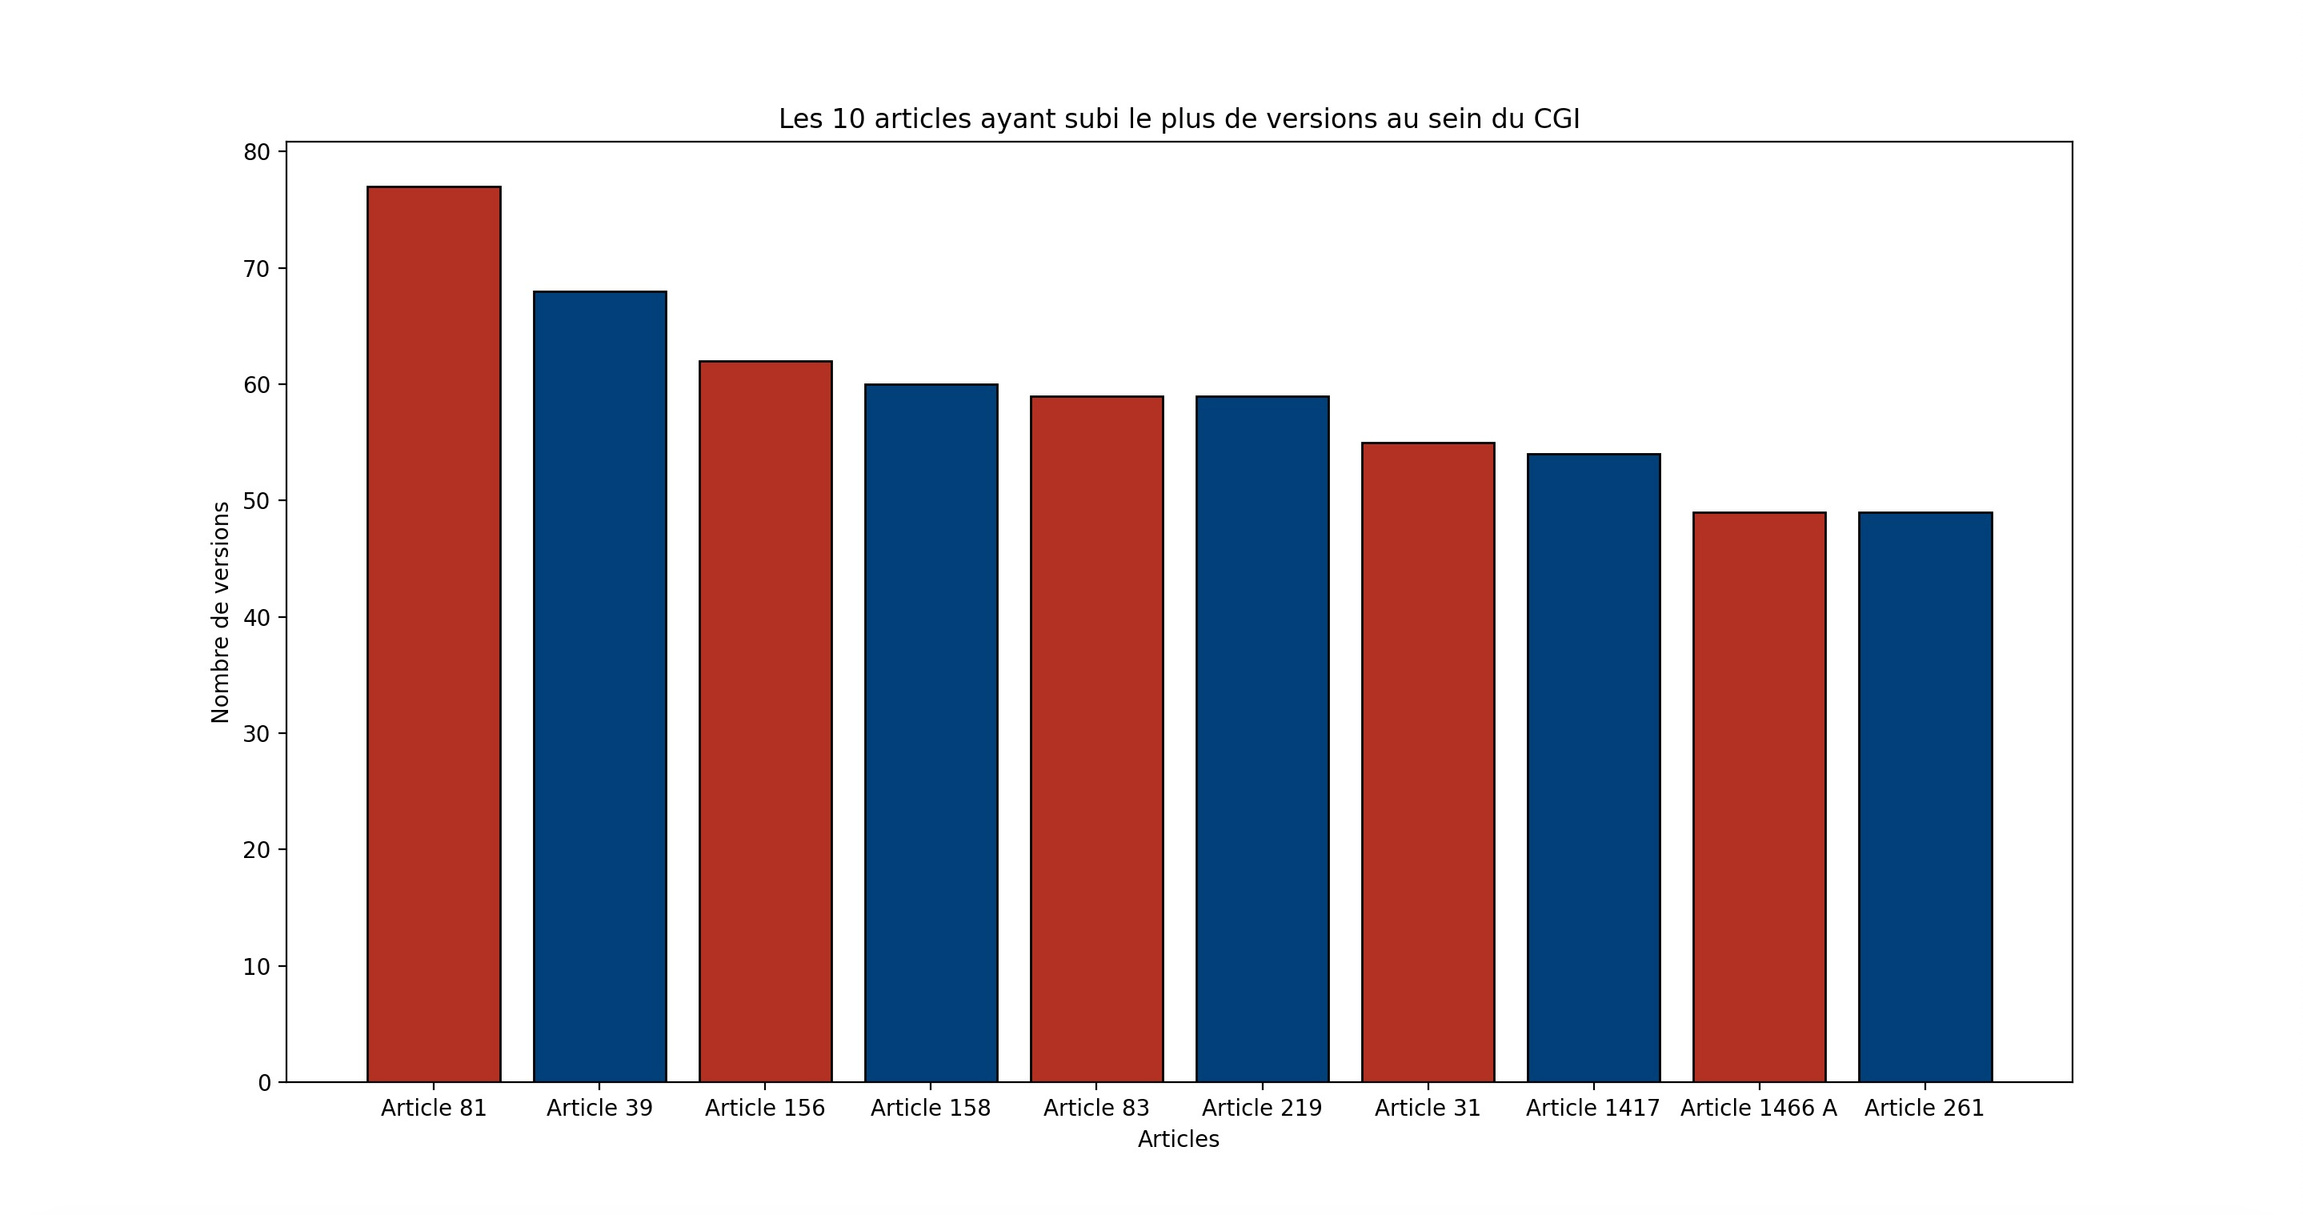 Les 10 articles ayant subi le plus de versions au sein du CGI
Nombre de versions
80
70
60
50
40
30
20
10
0
Article 81 Article 39 Article 156 Article 158 Article 83 Article 219 Article 31 Article 1417 Article 1466 A Article 261
Articles